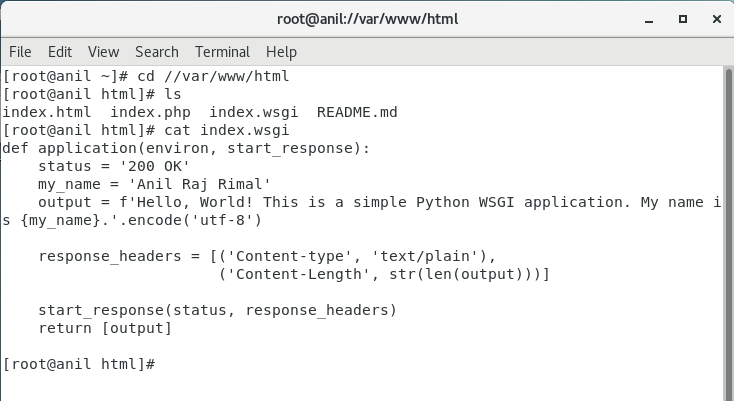 root@anil://var/www/html
File Edit View Search Terminal Help
[root@anil ~]# cd //var/www/html
[root@anil html]# ls
index.html  index.php  index.wsgi  README.md
[root@anil html]# cat index.wsgi
def application(environ, start_response):
    status = '200 OK'
    my_name = 'Anil Raj Rimal'
    output = f'Hello, World! This is a simple Python WSGI application. My name i
s {my_name}.'.encode('utf-8')

    response_headers = [('Content-type', 'text/plain'),
                        ('Content-Length', str(len(output)))]

    start_response(status, response_headers)
    return [output]

[root@anil html]#